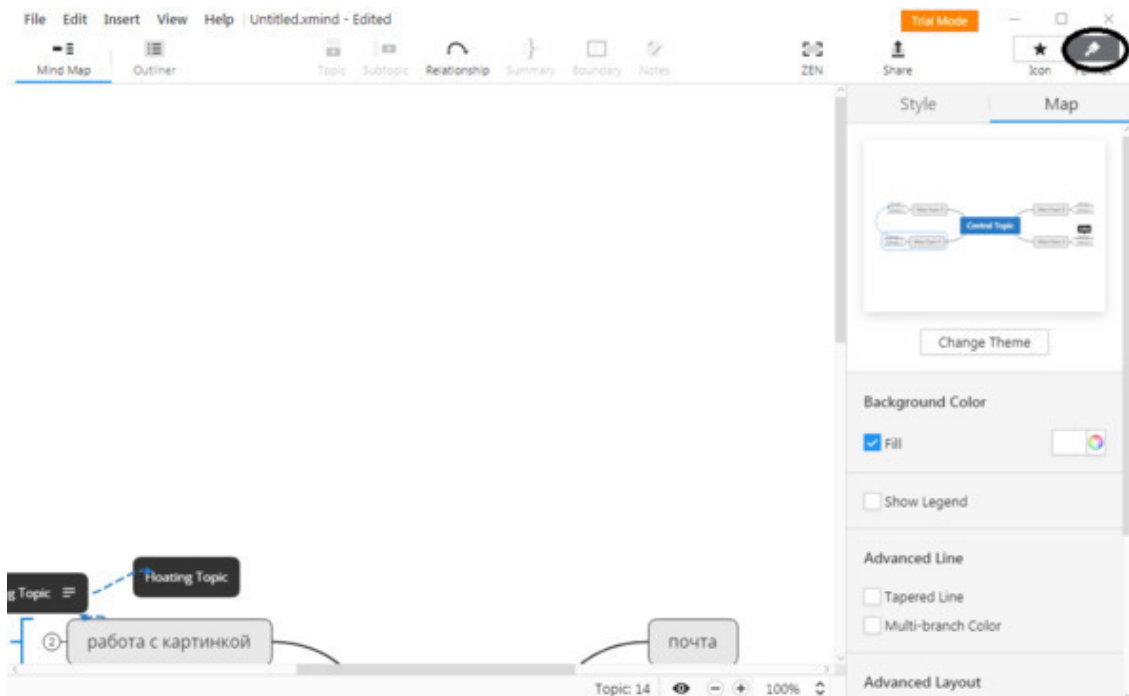 File Edit Insert View Help Untitled.xmind - Edited
Trial Mode
Mind Map Outliner Topic Subtopic Relationship Summary Boundary Notes ZEN Share Icon
Style Map
Central Topic
Change Theme
Background Color
Fill
Show Legend
Advanced Line
Tapered Line
Multi-branch Color
Advanced Layout
Floating Topic
g Topic
2 работа с картинкой
почта
Topic: 14 100%